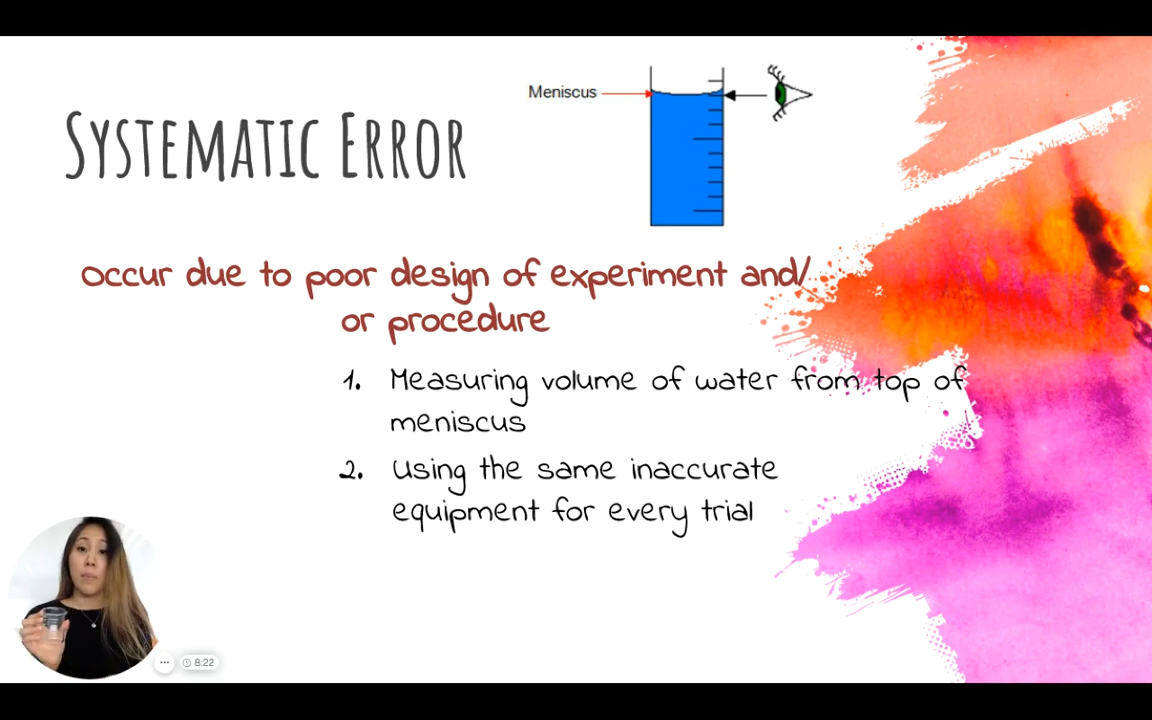 Meniscus
SYSTEMATIC ERROR
Occur due to poor design of experiment and/
or procedure
1. Measuring volume of water from top of
meniscus
2. Using the same inaccurate
equipment for every trial
8:22